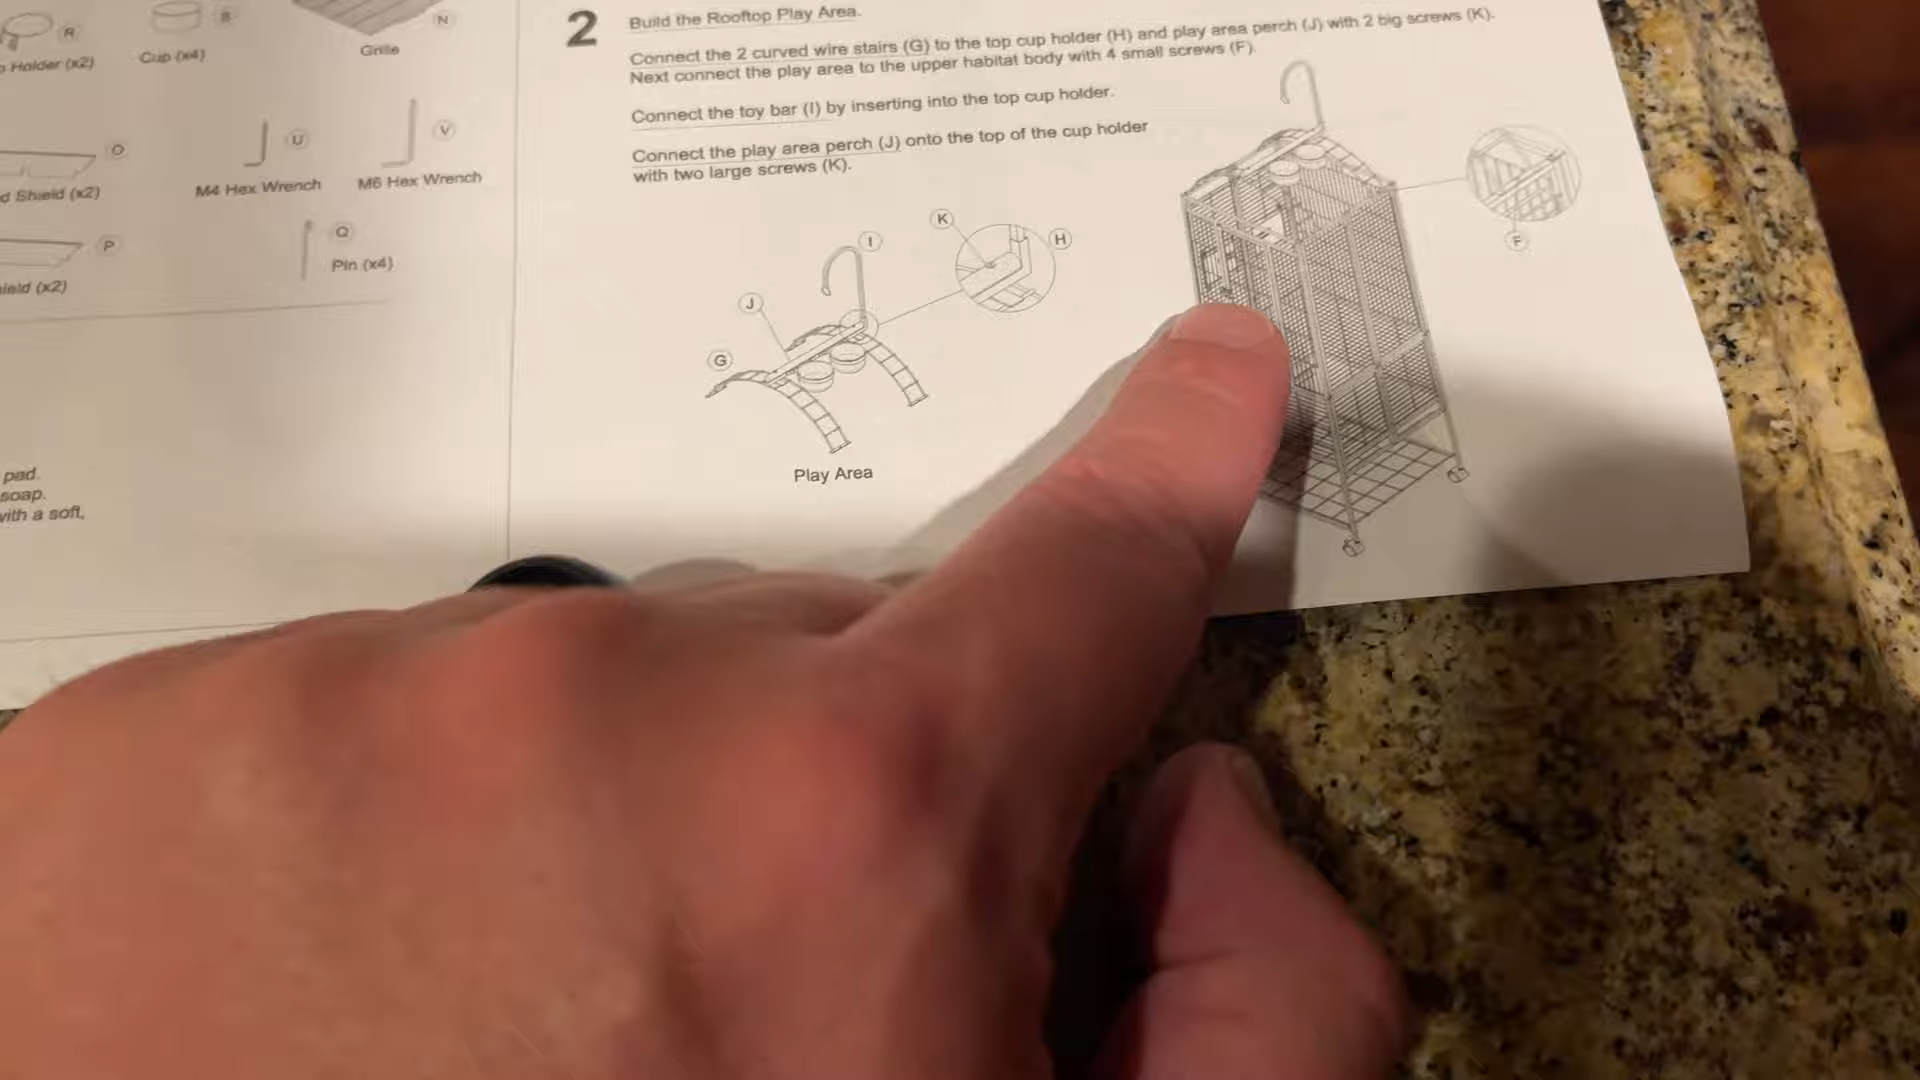 R
Holder (x2)
B
Cup (x4)
N
Grille
O
d Shield (x2)
U
M4 Hex Wrench
V
M6 Hex Wrench
P
ield (x2)
Q
Pin (x4)
pad.
soap.
with a soft,
2
Build the Rooftop Play Area.
Connect the 2 curved wire stairs (G) to the top cup holder (H) and play area perch (J) with 2 big screws (K).
Next connect the play area to the upper habitat body with 4 small screws (F).
Connect the toy bar (I) by inserting into the top cup holder.
Connect the play area perch (J) onto the top of the cup holder
with two large screws (K).
K
I
H
J
G
Play Area
F